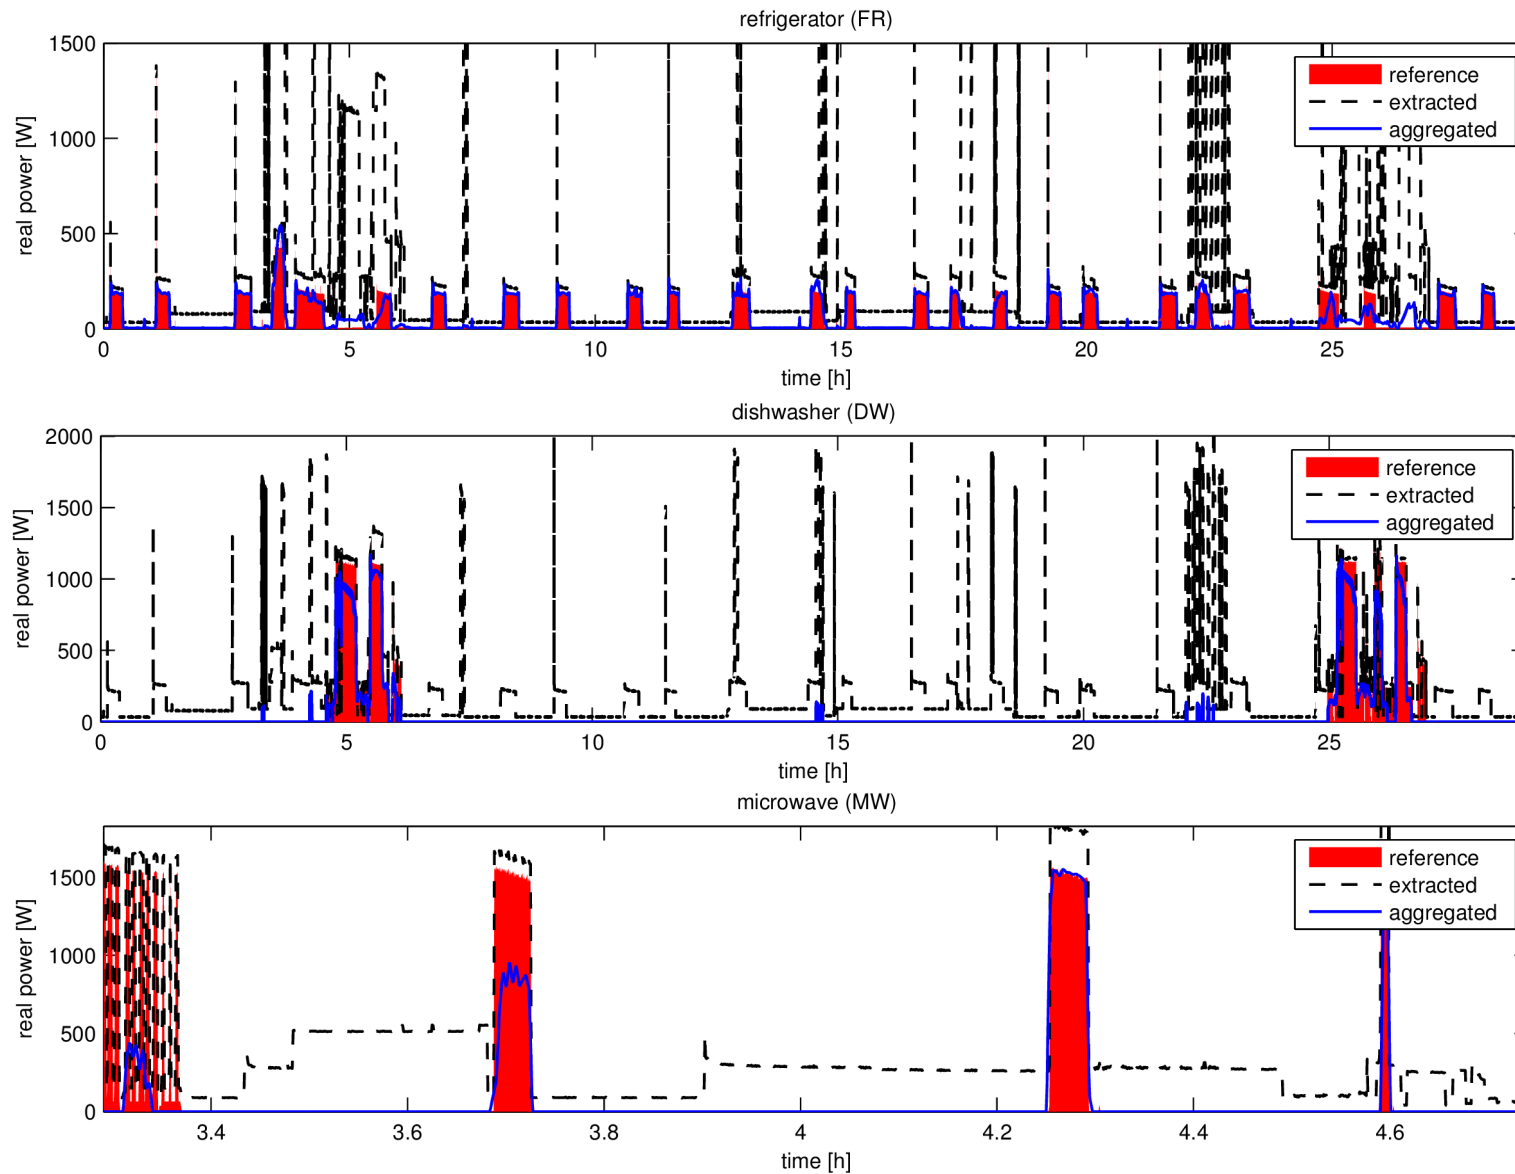 refrigerator (FR)
real power [W]
1500
1000
500
0
reference
extracted
aggregated
0 5 10 15 20 25
time [h]
dishwasher (DW)
real power [W]
2000
1500
1000
500
0
reference
extracted
aggregated
0 5 10 15 20 25
time [h]
microwave (MW)
real power [W]
1500
1000
500
0
reference
extracted
aggregated
3.4 3.6 3.8 4 4.2 4.4 4.6
time [h]